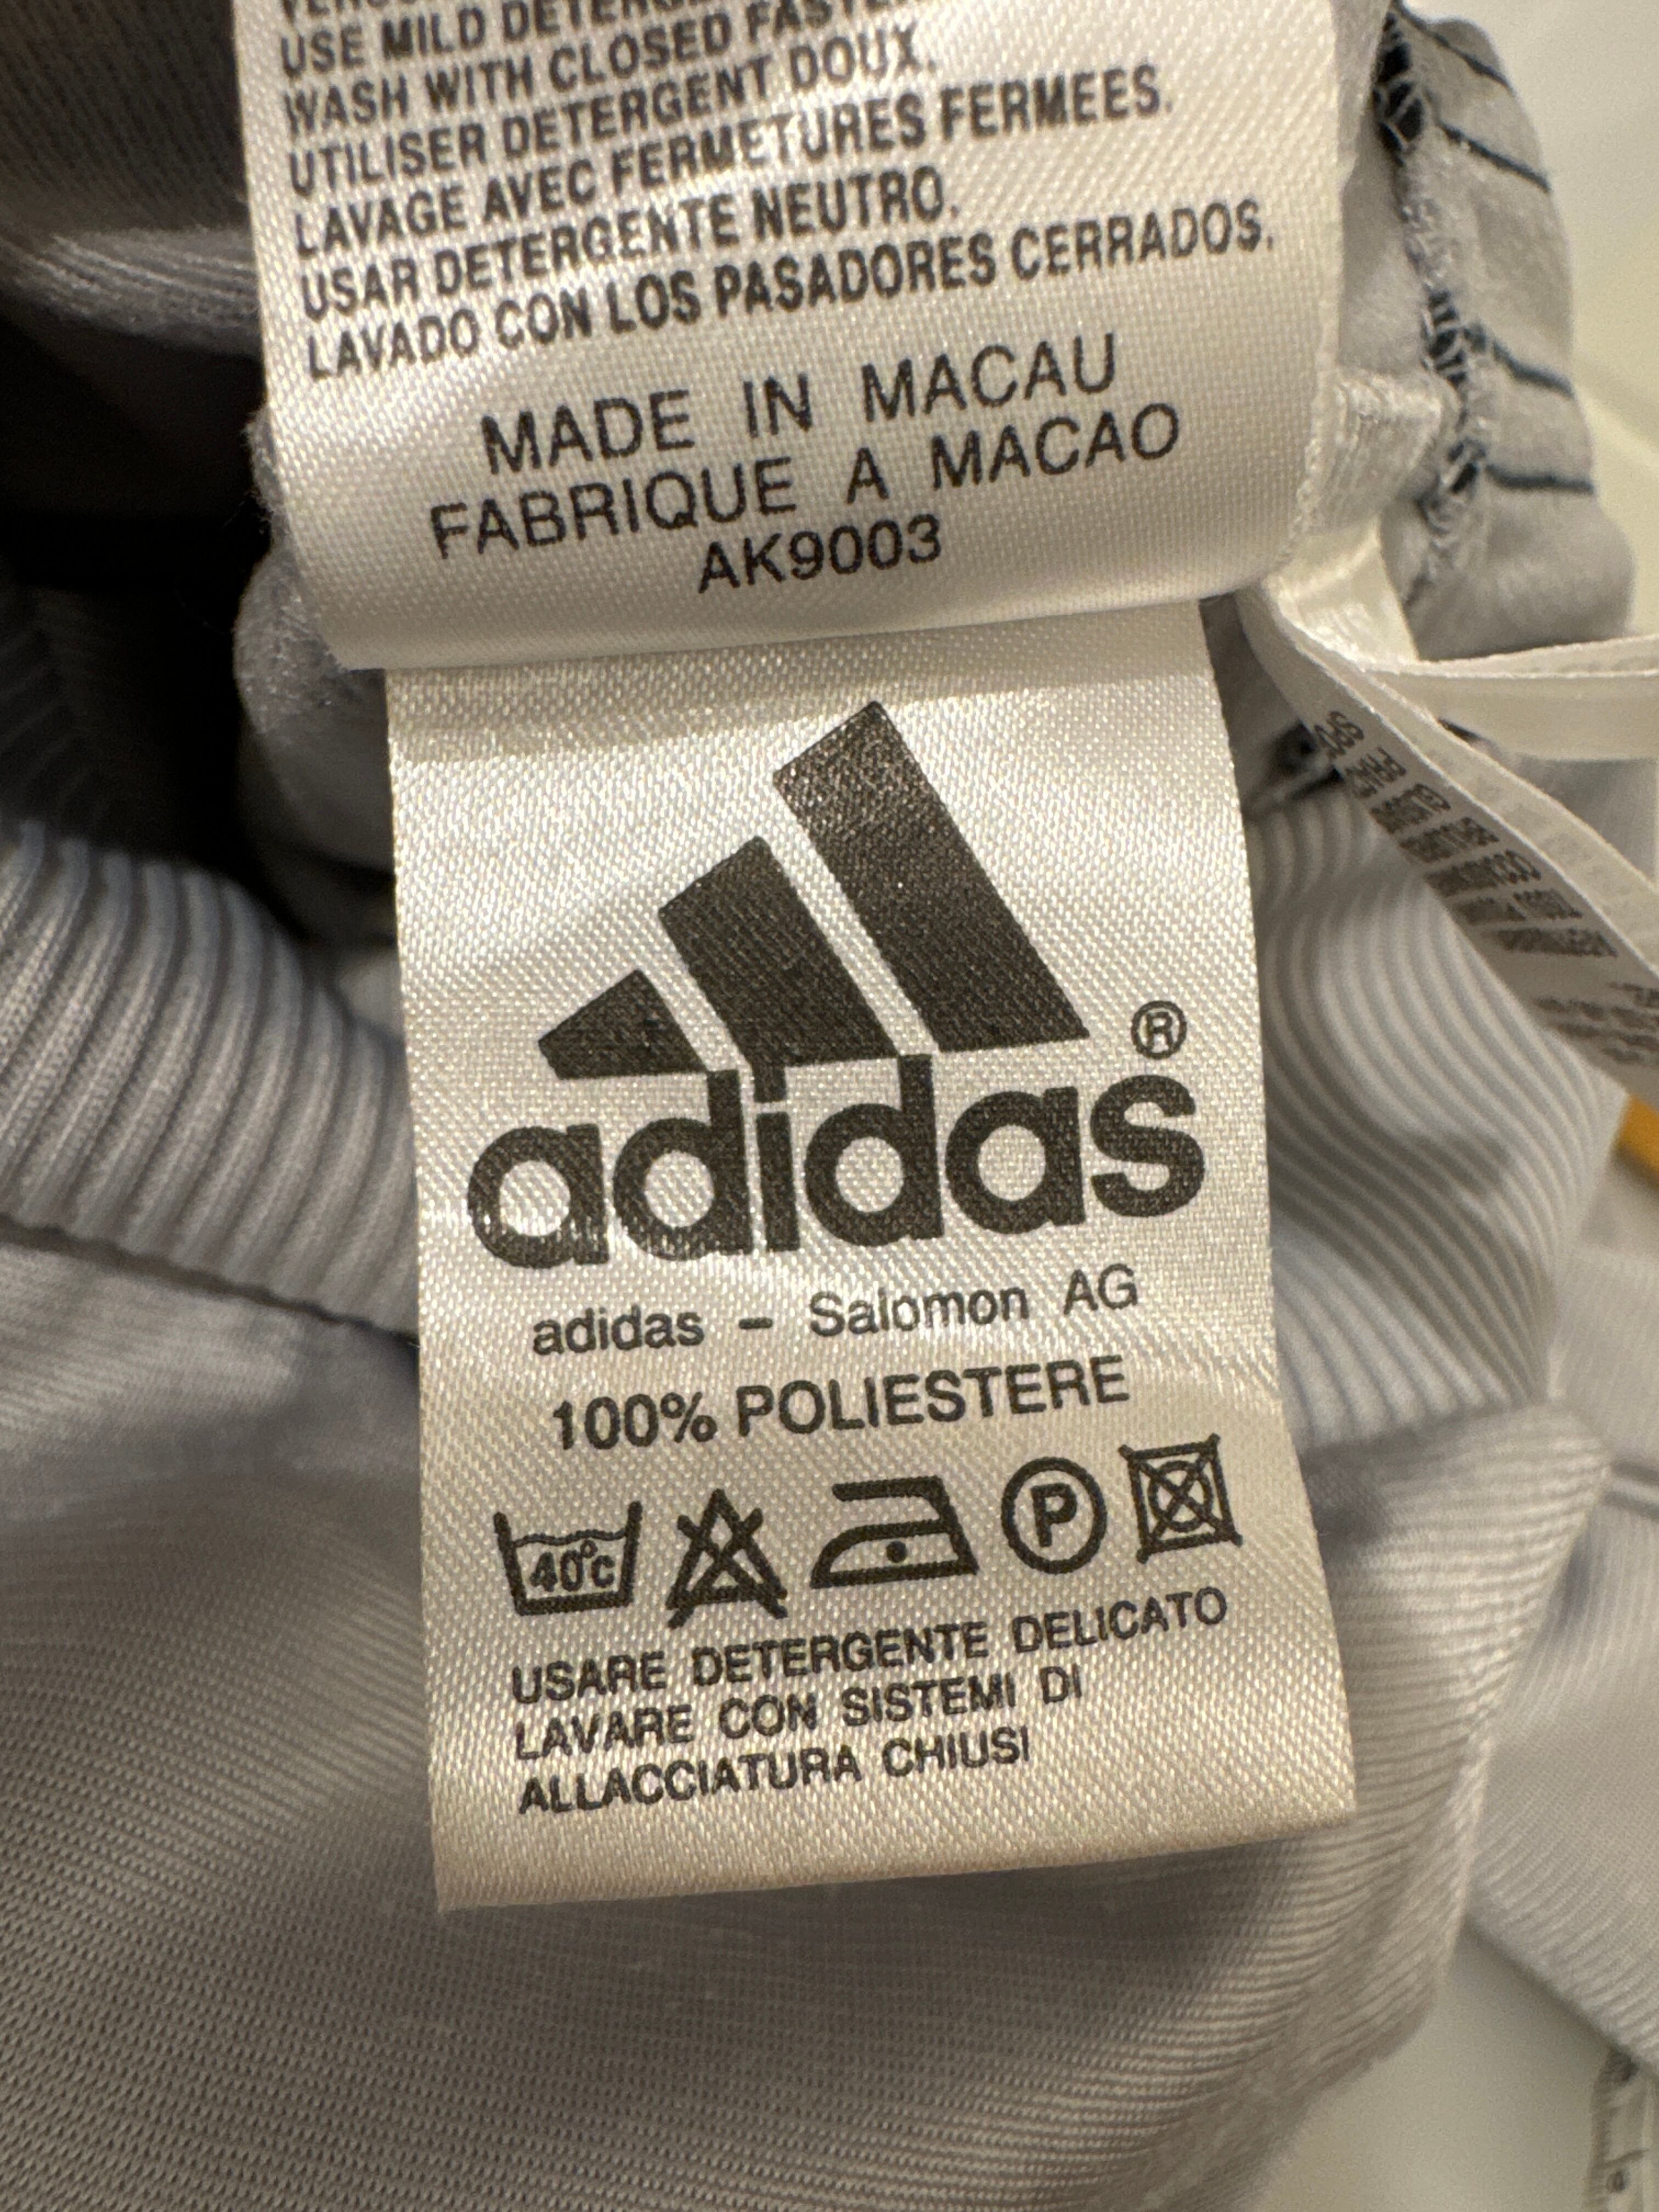 USE MILD
WASH WITH CLOSED
UTILISER DETERGENT DOUX.
LAVAGE AVEC FERMETURES FERMEES.
USAR DETERGENTE NEUTRO.
LAVADO CON LOS PASADORES CERRADOS.
MADE IN MACAU
FABRIQUE A MACAO
AK9003
®
adidas
adidas - Salomon AG
100% POLIESTERE
40°c P
USARE DETERGENTE DELICATO
LAVARE CON SISTEMI DI
ALLACCIATURA CHIUSI